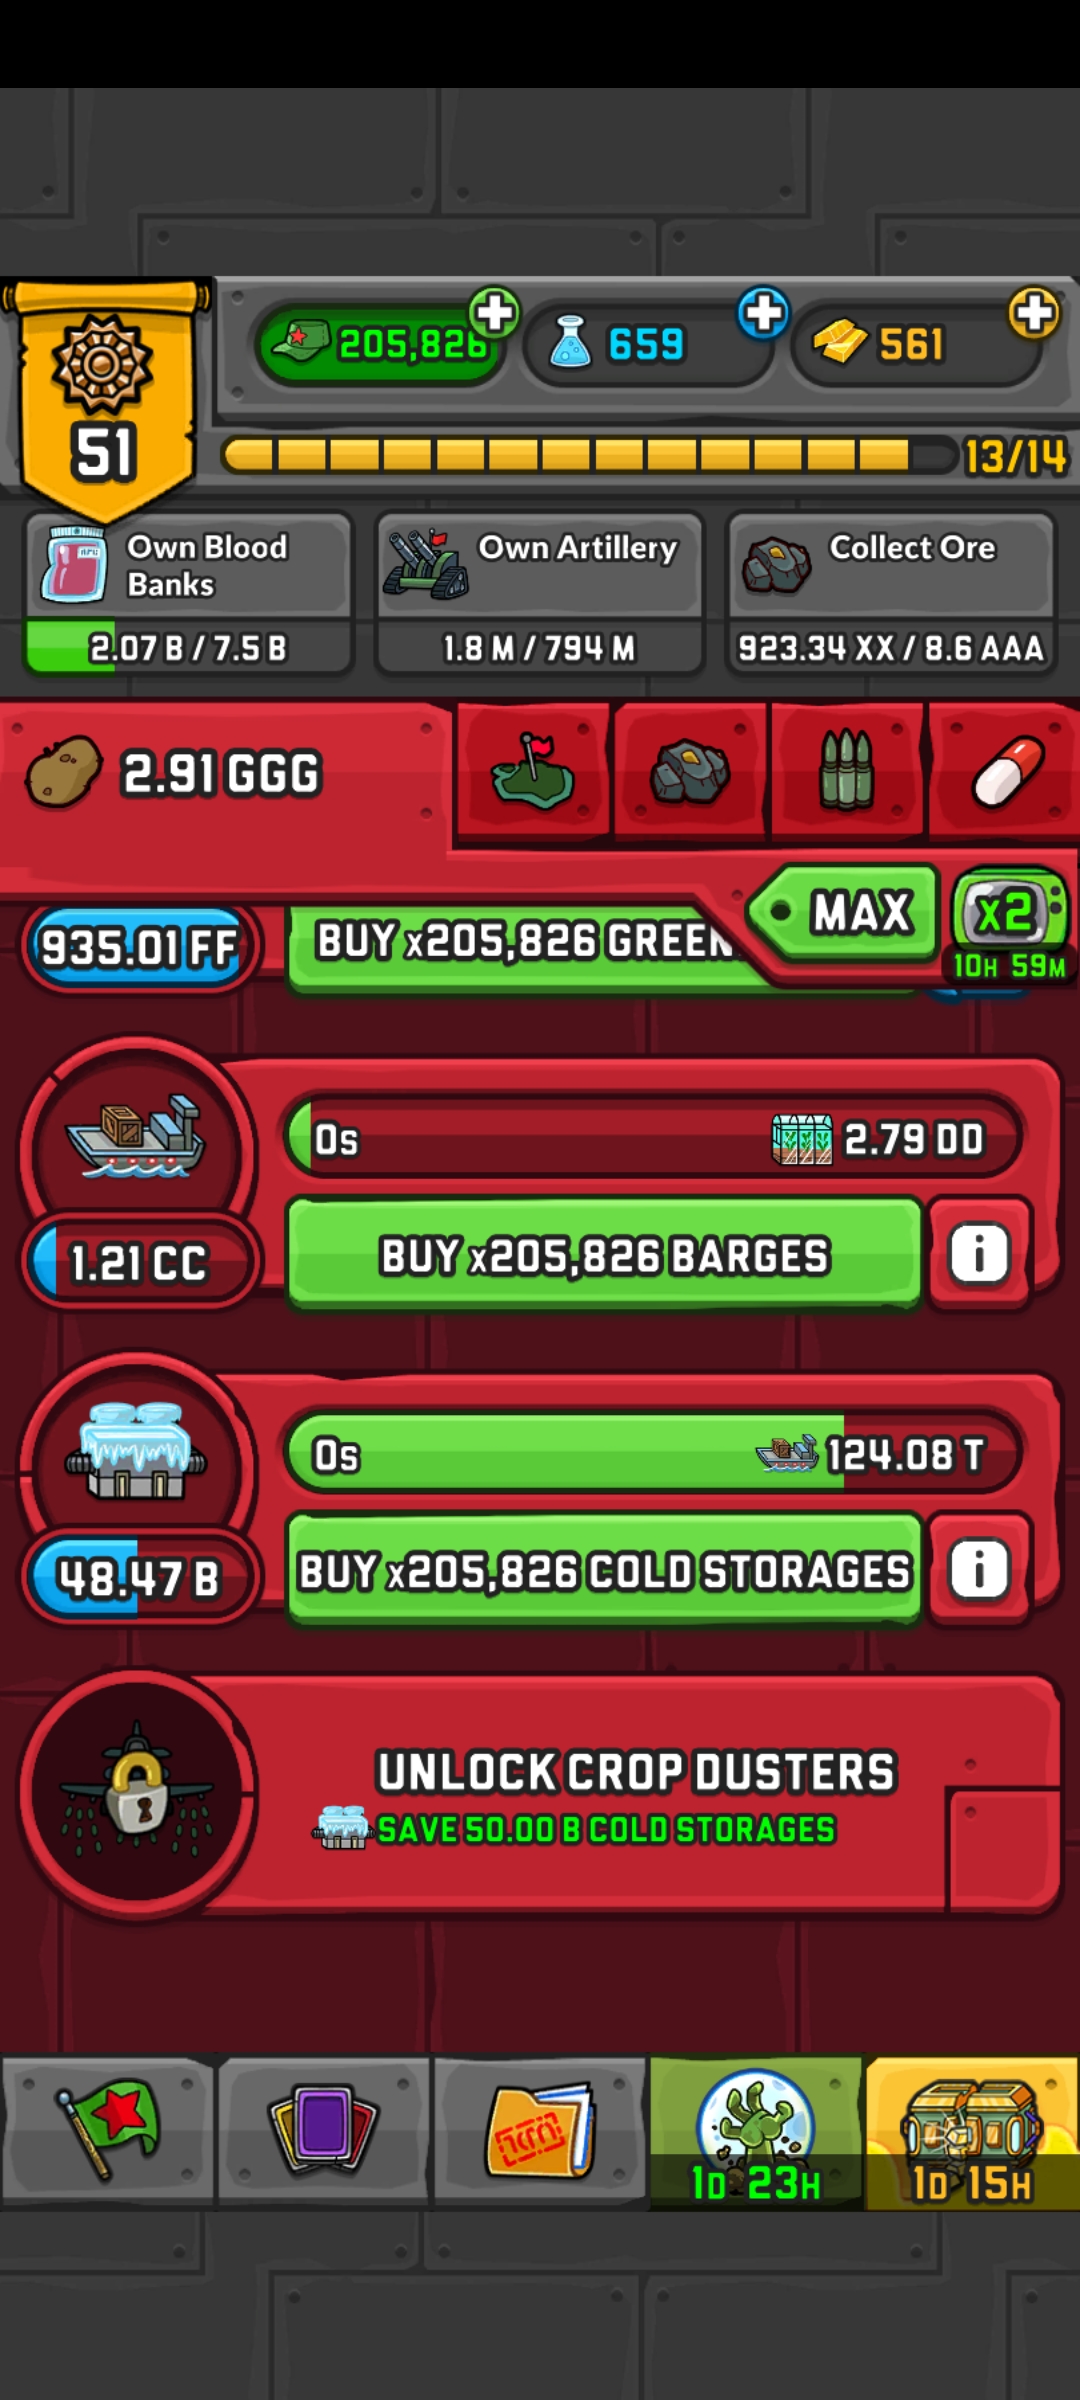 205,826
659
561
51
13/14
Own Blood
Banks
2.07 B / 7.5 B
Own Artillery
1.8 M / 794 M
Collect Ore
923.34 XX / 8.6 AAA
2.91 GGG
MAX
x2
10H 59M
935.01 FF
BUY x205,826 GREEN
0s
2.79 DD
1.21 CC
BUY x205,826 BARGES
i
0s
124.08 T
48.47 B
BUY x205,826 COLD STORAGES
i
UNLOCK CROP DUSTERS
SAVE 50.00 B COLD STORAGES
1D 23H
1D 15H